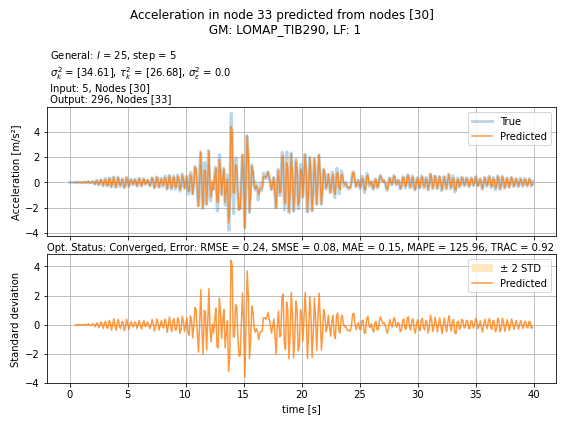 Acceleration in node 33 predicted from nodes [30]
GM: LOMAP_TIB290, LF: 1
General: l = 25, step = 5
σ²ₖ = [34.61], τ²ₖ = [26.68], σ²ε = 0.0
Input: 5, Nodes [30]
Output: 296, Nodes [33]
Acceleration [m/s²]
4
2
0
−2
−4
True
Predicted
Opt. Status: Converged, Error: RMSE = 0.24, SMSE = 0.08, MAE = 0.15, MAPE = 125.96, TRAC = 0.92
Standard deviation
4
2
0
−2
−4
± 2 STD
Predicted
0 5 10 15 20 25 30 35 40
time [s]